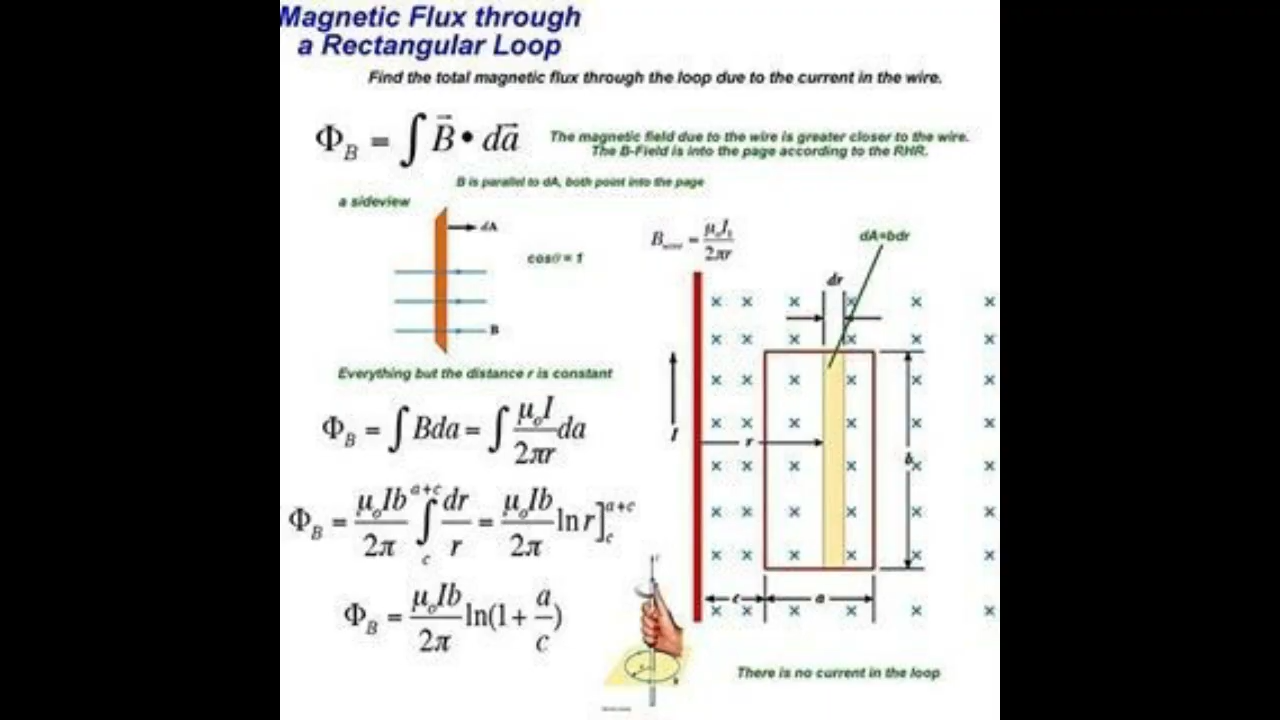 Magnetic Flux through
a Rectangular Loop
Find the total magnetic flux through the loop due to the current in the wire.
Φ_B = ∫ B⃗ • da⃗
The magnetic field due to the wire is greater closer to the wire.
The B-Field is into the page according to the RHR.
B is parallel to dA, both point into the page
a sideview
dA
cosθ = 1
B
B_wire = μ₀I₁/2πr
dA=bdr
dr
Everything but the distance r is constant
Φ_B = ∫ Bda = ∫ μ₀I/2πr da
I
r
b
Φ_B = μ₀Ib/2π ∫_c^{a+c} dr/r = μ₀Ib/2π ln r]_c^{a+c}
Φ_B = μ₀Ib/2π ln(1 + a/c)
c
a
There is no current in the loop